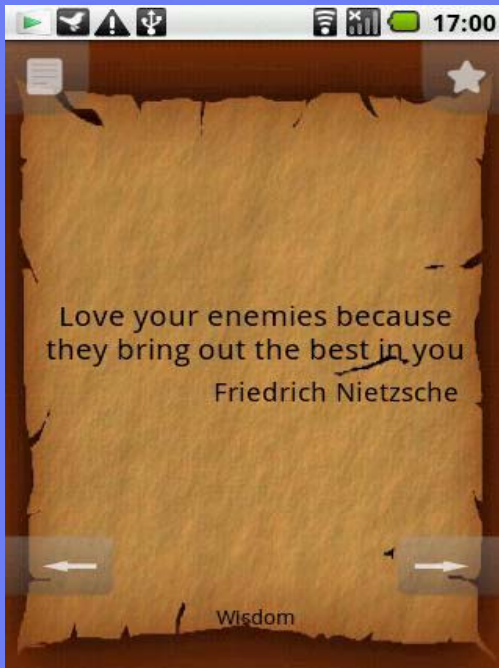 17:00
Love your enemies because
they bring out the best in you
Friedrich Nietzsche
Wisdom